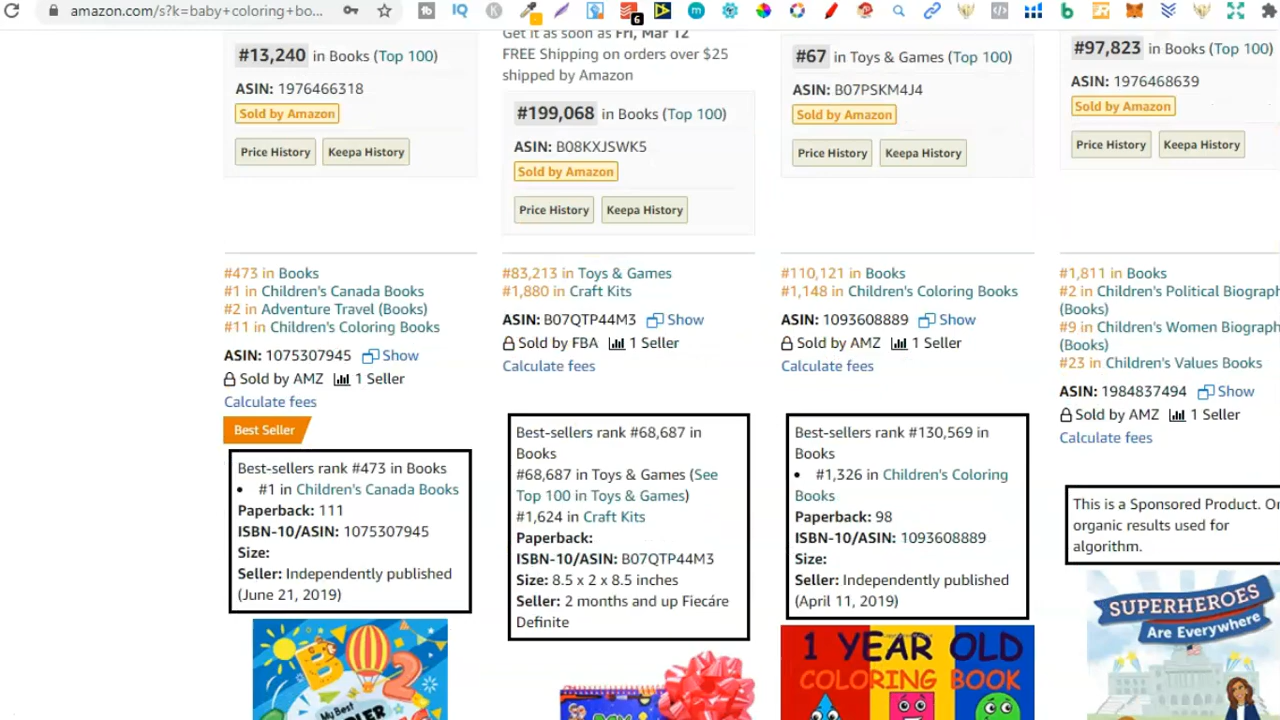 amazon.com/s?k=baby+coloring+bo...
6
#13,240 in Books (Top 100)
ASIN: 1976466318
Sold by Amazon
Price History Keepa History
Get it as soon as Fri, Mar 12
FREE Shipping on orders over $25
shipped by Amazon
#199,068 in Books (Top 100)
ASIN: B08KXJSWK5
Sold by Amazon
Price History Keepa History
#67 in Toys & Games (Top 100)
ASIN: B07PSKM4J4
Sold by Amazon
Price History Keepa History
#97,823 in Books (Top 100)
ASIN: 1976468639
Sold by Amazon
Price History Keepa History
#473 in Books
#1 in Children's Canada Books
#2 in Adventure Travel (Books)
#11 in Children's Coloring Books
ASIN: 1075307945 Show
Sold by AMZ 1 Seller
Calculate fees
Best Seller
Best-sellers rank #473 in Books
• #1 in Children's Canada Books
Paperback: 111
ISBN-10/ASIN: 1075307945
Size:
Seller: Independently published
(June 21, 2019)
My Best
#83,213 in Toys & Games
#1,880 in Craft Kits
ASIN: B07QTP44M3 Show
Sold by FBA 1 Seller
Calculate fees
Best-sellers rank #68,687 in
Books
#68,687 in Toys & Games (See
Top 100 in Toys & Games)
#1,624 in Craft Kits
Paperback:
ISBN-10/ASIN: B07QTP44M3
Size: 8.5 x 2 x 8.5 inches
Seller: 2 months and up Fiecáre
Definite
#110,121 in Books
#1,148 in Children's Coloring Books
ASIN: 1093608889 Show
Sold by AMZ 1 Seller
Calculate fees
Best-sellers rank #130,569 in
Books
• #1,326 in Children's Coloring
Books
Paperback: 98
ISBN-10/ASIN: 1093608889
Size:
Seller: Independently published
(April 11, 2019)
1 YEAR OLD
COLORING BOOK
#1,811 in Books
#2 in Children's Political Biograph
(Books)
#9 in Children's Women Biograph
(Books)
#23 in Children's Values Books
ASIN: 1984837494 Show
Sold by AMZ 1 Seller
Calculate fees
This is a Sponsored Product. Or
organic results used for
algorithm.
SUPERHEROES
Are Everywhere